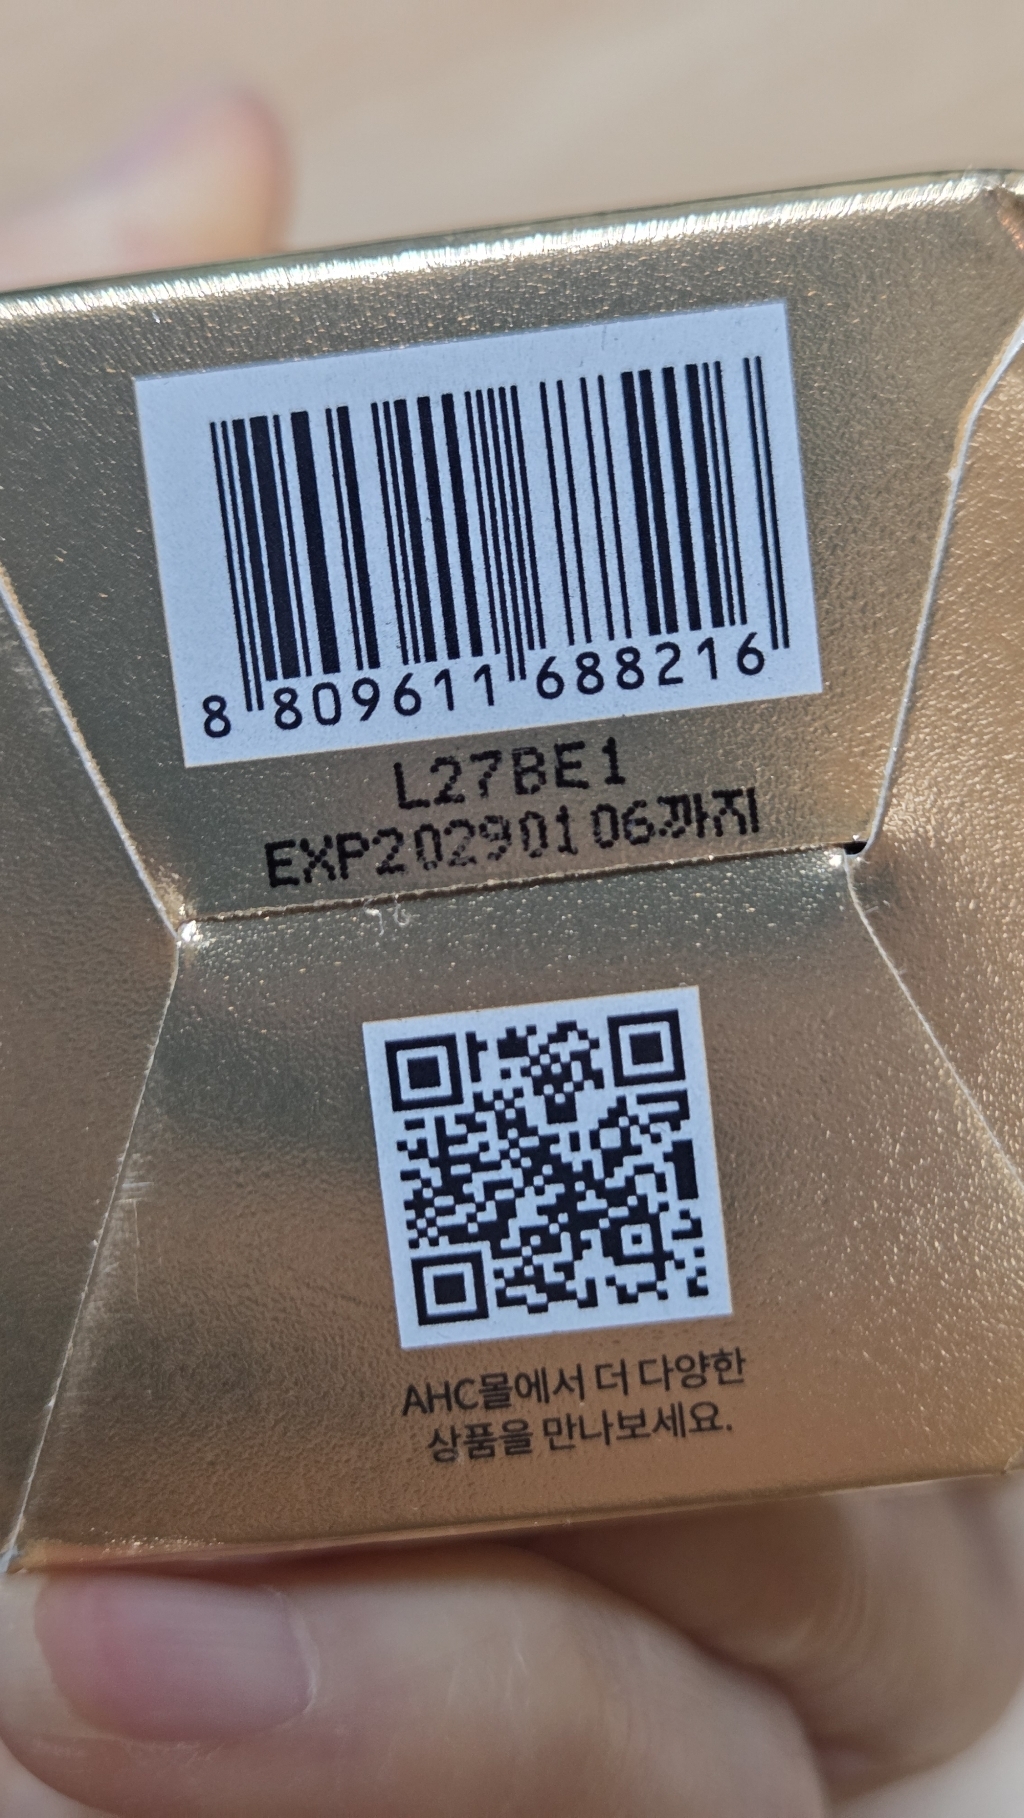 8 809611 688216
L27BE1
EXP20290106까지
AHC몰에서 더 다양한
상품을 만나보세요.